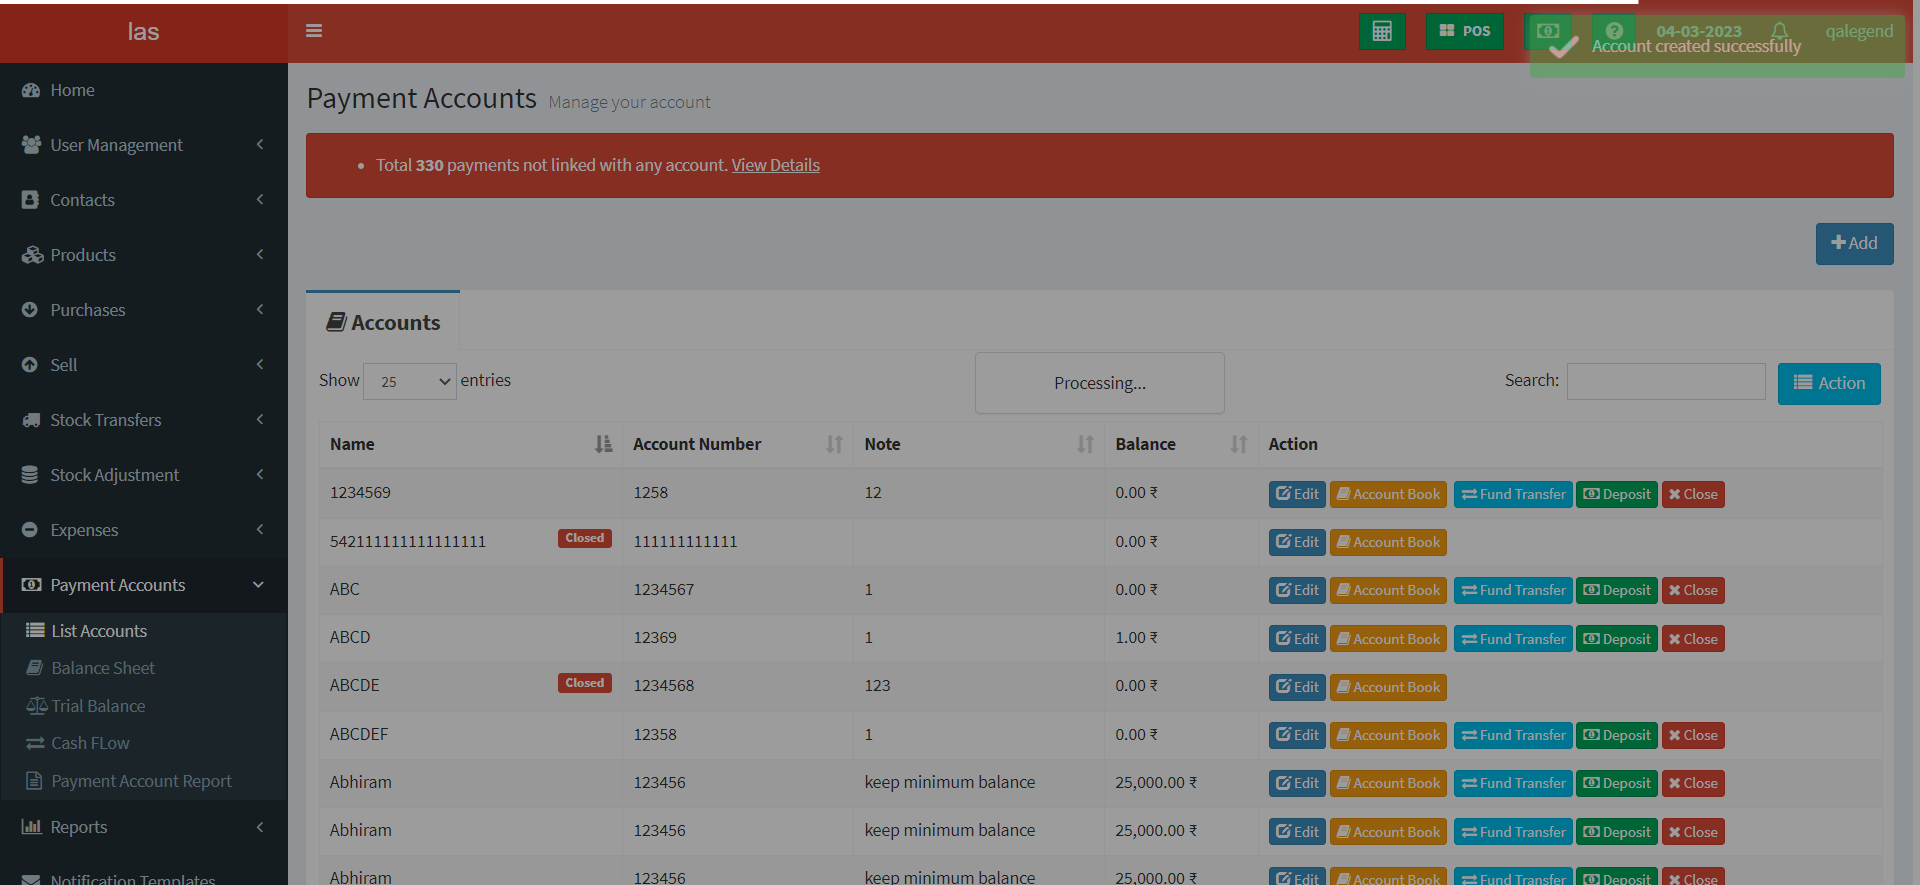 las
POS
04-03-2023
qalegend
Account created successfully
Home
User Management
Contacts
Products
Purchases
Sell
Stock Transfers
Stock Adjustment
Expenses
Payment Accounts
List Accounts
Balance Sheet
Trial Balance
Cash FLow
Payment Account Report
Reports
Notification Templates
Payment Accounts Manage your account
Total 330 payments not linked with any account. View Details
Add
Accounts
Show 25 entries
Processing...
Search:
Action
Name Account Number Note Balance Action
1234569 1258 12 0.00 ₹ Edit Account Book Fund Transfer Deposit Close
542111111111111111 Closed 111111111111 0.00 ₹ Edit Account Book
ABC 1234567 1 0.00 ₹ Edit Account Book Fund Transfer Deposit Close
ABCD 12369 1 1.00 ₹ Edit Account Book Fund Transfer Deposit Close
ABCDE Closed 1234568 123 0.00 ₹ Edit Account Book
ABCDEF 12358 1 0.00 ₹ Edit Account Book Fund Transfer Deposit Close
Abhiram 123456 keep minimum balance 25,000.00 ₹ Edit Account Book Fund Transfer Deposit Close
Abhiram 123456 keep minimum balance 25,000.00 ₹ Edit Account Book Fund Transfer Deposit Close
Abhiram 123456 keep minimum balance 25,000.00 ₹ Edit Account Book Fund Transfer Deposit Close